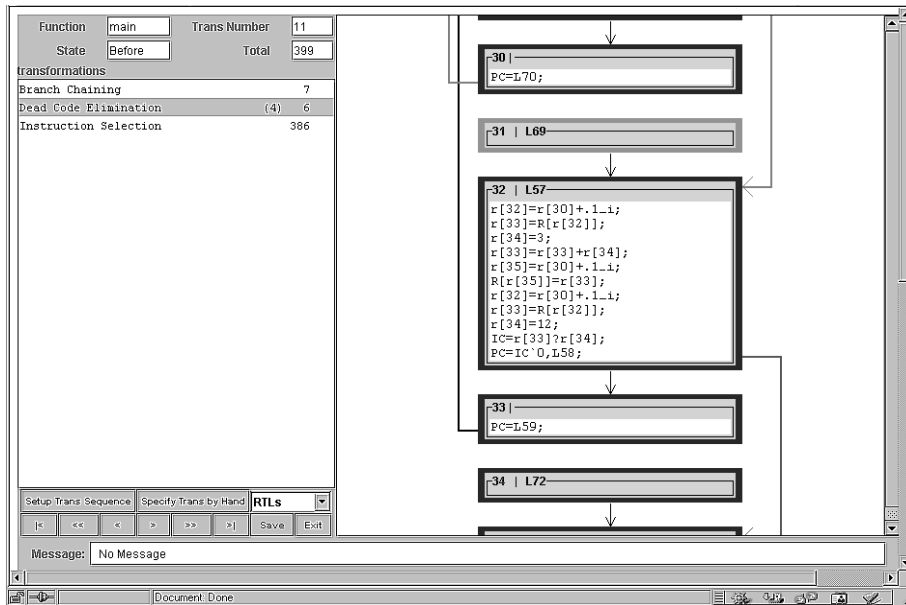 Function main Trans Number 11
State Before Total 399
transformations
Branch Chaining 7
Dead Code Elimination (4) 6
Instruction Selection 386
Setup Trans Sequence Specify Trans by Hand RTLs
|< << < > >> >| Save Exit
30 |
PC=L70;
31 | L69
32 | L57
r[32]=r[30]+.1_i;
r[33]=R[r[32]];
r[34]=3;
r[33]=r[33]+r[34];
r[35]=r[30]+.1_i;
R[r[35]]=r[33];
r[32]=r[30]+.1_i;
r[33]=R[r[32]];
r[34]=12;
IC=r[33]?r[34];
PC=IC`0,L58;
33 |
PC=L59;
34 | L72
Message: No Message
Document: Done